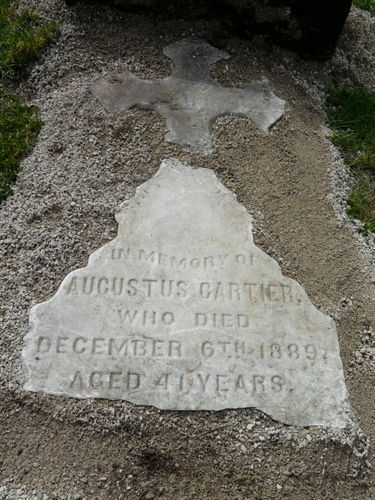 IN MEMORY OF
AUGUSTUS CARTIER.
WHO DIED
DECEMBER 6TH 1889.
AGED 41 YEARS.